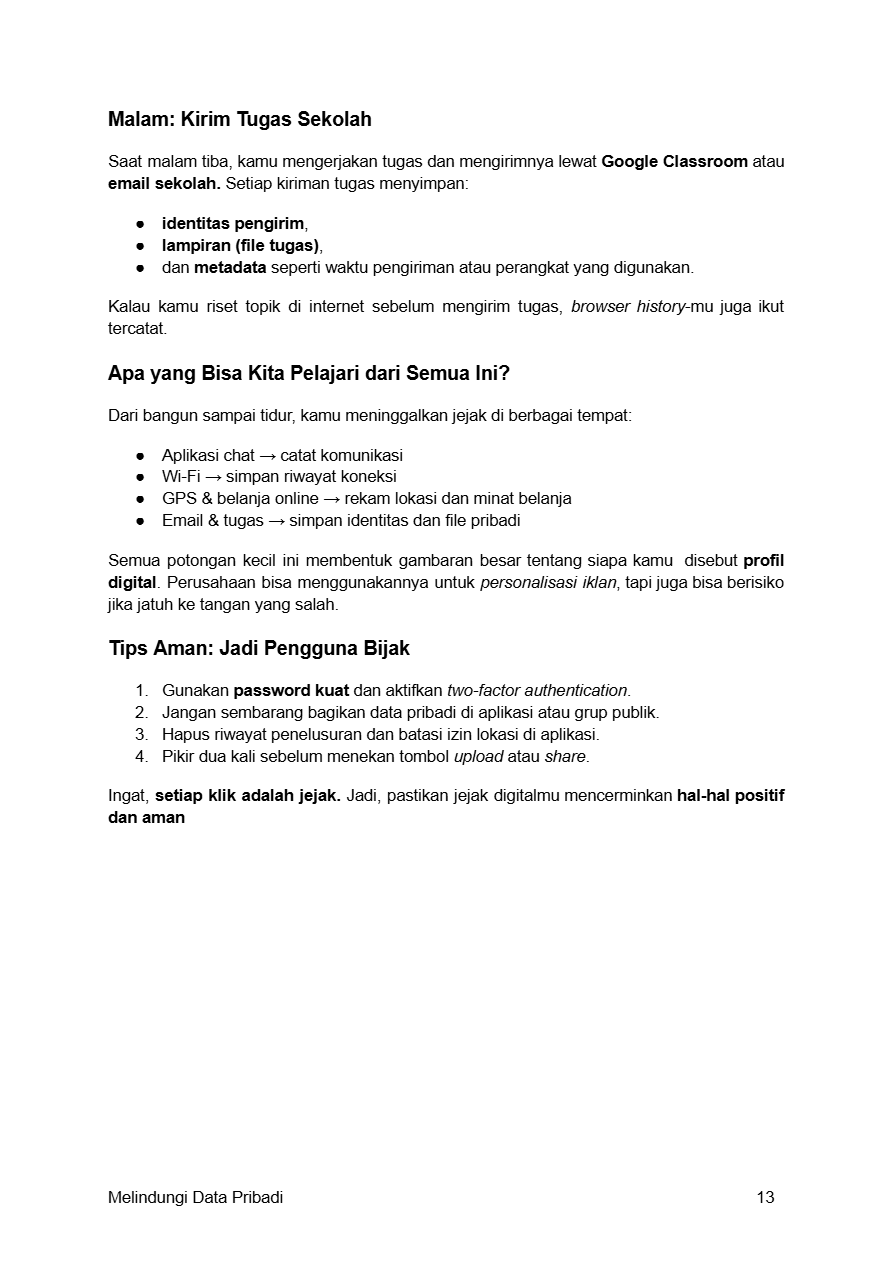 Malam: Kirim Tugas Sekolah
Saat malam tiba, kamu mengerjakan tugas dan mengirimnya lewat Google Classroom atau
email sekolah. Setiap kiriman tugas menyimpan:
● identitas pengirim,
● lampiran (file tugas),
● dan metadata seperti waktu pengiriman atau perangkat yang digunakan.
Kalau kamu riset topik di internet sebelum mengirim tugas, browser history-mu juga ikut
tercatat.
Apa yang Bisa Kita Pelajari dari Semua Ini?
Dari bangun sampai tidur, kamu meninggalkan jejak di berbagai tempat:
● Aplikasi chat → catat komunikasi
● Wi-Fi → simpan riwayat koneksi
● GPS & belanja online → rekam lokasi dan minat belanja
● Email & tugas → simpan identitas dan file pribadi
Semua potongan kecil ini membentuk gambaran besar tentang siapa kamu  disebut profil
digital. Perusahaan bisa menggunakannya untuk personalisasi iklan, tapi juga bisa berisiko
jika jatuh ke tangan yang salah.
Tips Aman: Jadi Pengguna Bijak
1. Gunakan password kuat dan aktifkan two-factor authentication.
2. Jangan sembarang bagikan data pribadi di aplikasi atau grup publik.
3. Hapus riwayat penelusuran dan batasi izin lokasi di aplikasi.
4. Pikir dua kali sebelum menekan tombol upload atau share.
Ingat, setiap klik adalah jejak. Jadi, pastikan jejak digitalmu mencerminkan hal-hal positif
dan aman
Melindungi Data Pribadi 13